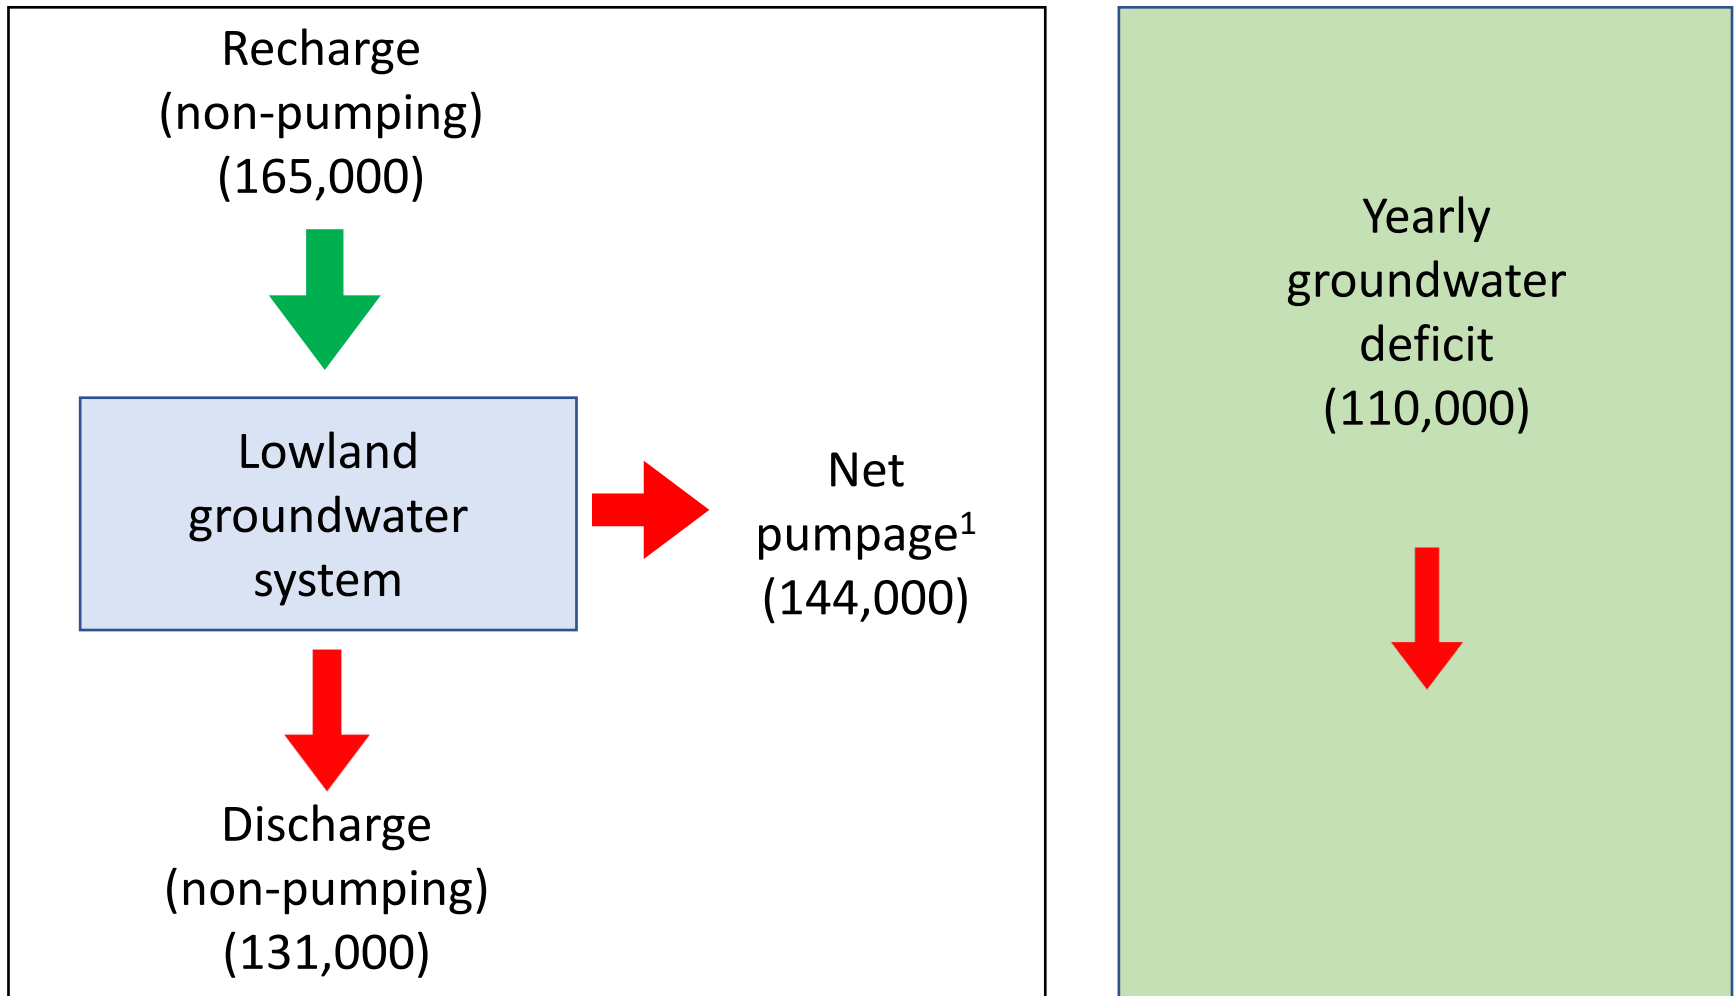 Recharge
(non-pumping)
(165,000)
Lowland
groundwater
system
Net
pumpage¹
(144,000)
Discharge
(non-pumping)
(131,000)
Yearly
groundwater
deficit
(110,000)